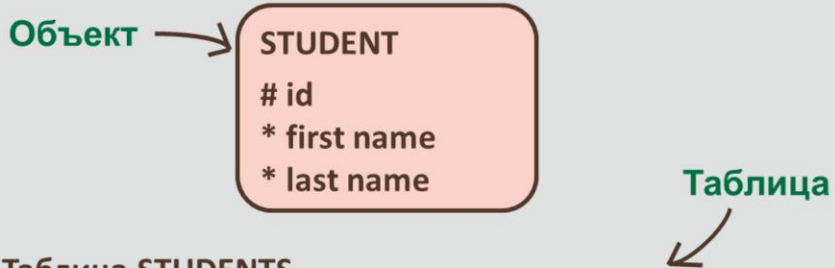 Объект
STUDENT
# id
* first name
* last name
Таблица
Таблица STUDENTS